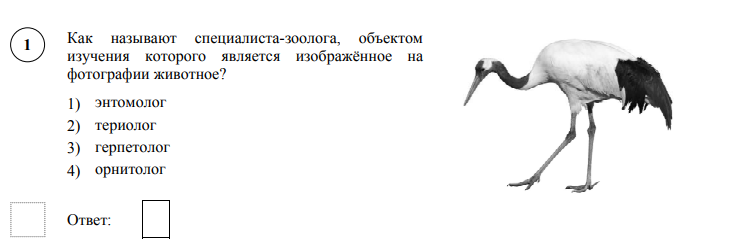 1
Как называют специалиста-зоолога, объектом
изучения которого является изображённое на
фотографии животное?
1) энтомолог
2) териолог
3) герпетолог
4) орнитолог
Ответ: